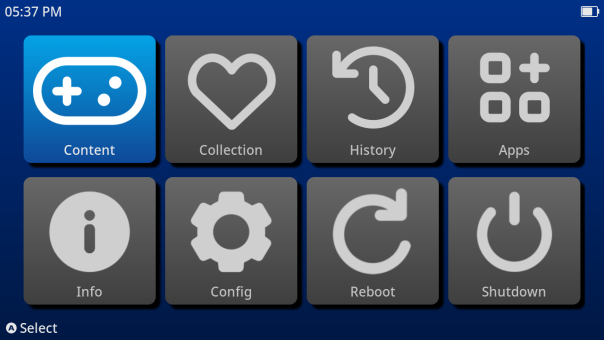 05:37 PM
Content
Collection
History
Apps
Info
Config
Reboot
Shutdown
A Select